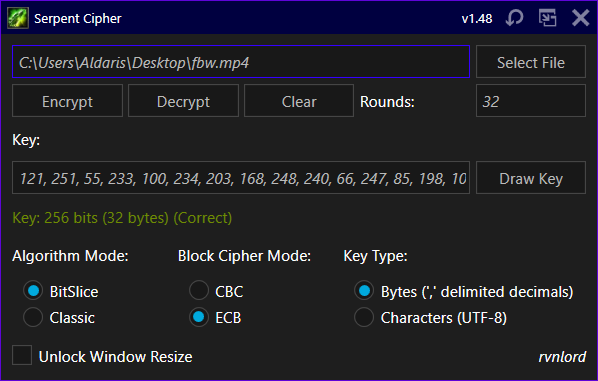 Serpent Cipher v1.48
C:\Users\Aldaris\Desktop\fbw.mp4 Select File
Encrypt Decrypt Clear Rounds: 32
Key:
121, 251, 55, 233, 100, 234, 203, 168, 248, 240, 66, 247, 85, 198, 10 Draw Key
Key: 256 bits (32 bytes) (Correct)
Algorithm Mode: Block Cipher Mode: Key Type:
BitSlice CBC Bytes (',' delimited decimals)
Classic ECB Characters (UTF-8)
Unlock Window Resize rvnlord